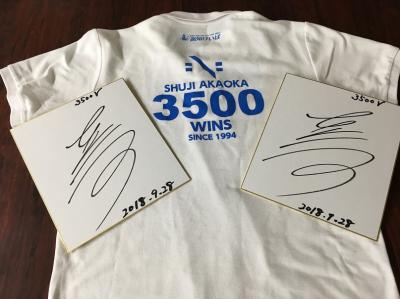 SHUJI AKAOKA
3500
WINS
SINCE 1994
3500V
2018.9.28
3500V
2018.9.28